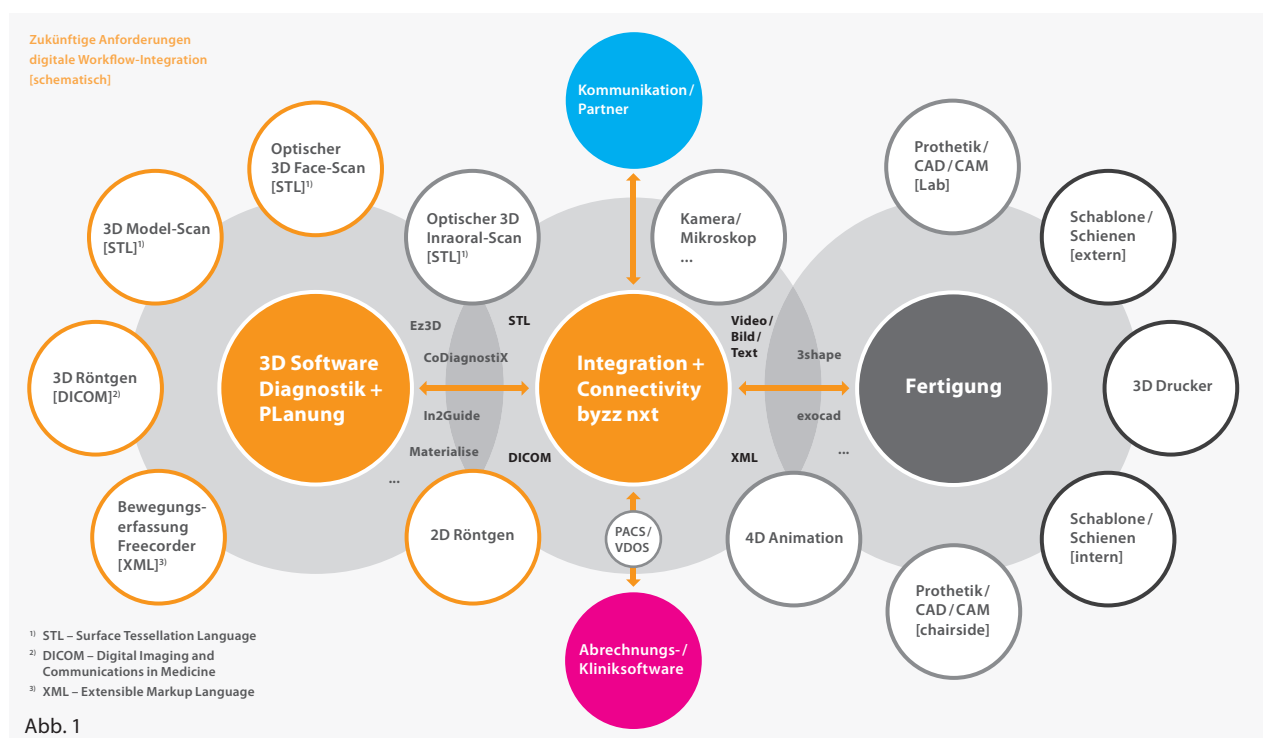 Zukünftige Anforderungen
digitale Workflow-Integration
[schematisch]
Kommunikation /
Partner
Optischer
3D Face-Scan
[STL]¹⁾
Prothetik /
CAD / CAM
[Lab]
3D Model-Scan
[STL]¹⁾
Optischer 3D
Inraoral-Scan
[STL]¹⁾
Kamera/
Mikroskop
...
Schablone /
Schienen
[extern]
Ez3D
STL
CoDiagnostiX
Video /
Bild /
Text
3shape
3D Röntgen
[DICOM]²⁾
3D Software
Diagnostik +
PLanung
Integration +
Connectivity
byzz nxt
Fertigung
3D Drucker
In2Guide
Materialise
...
DICOM
XML
exocad
...
Bewegungs-
erfassung
Freecorder
[XML]³⁾
2D Röntgen
PACS /
VDOS
4D Animation
Schablone /
Schienen
[intern]
Prothetik /
CAD / CAM
[chairside]
Abrechnungs- /
Kliniksoftware
¹⁾ STL – Surface Tessellation Language
²⁾ DICOM – Digital Imaging and
Communications in Medicine
³⁾ XML – Extensible Markup Language
Abb. 1